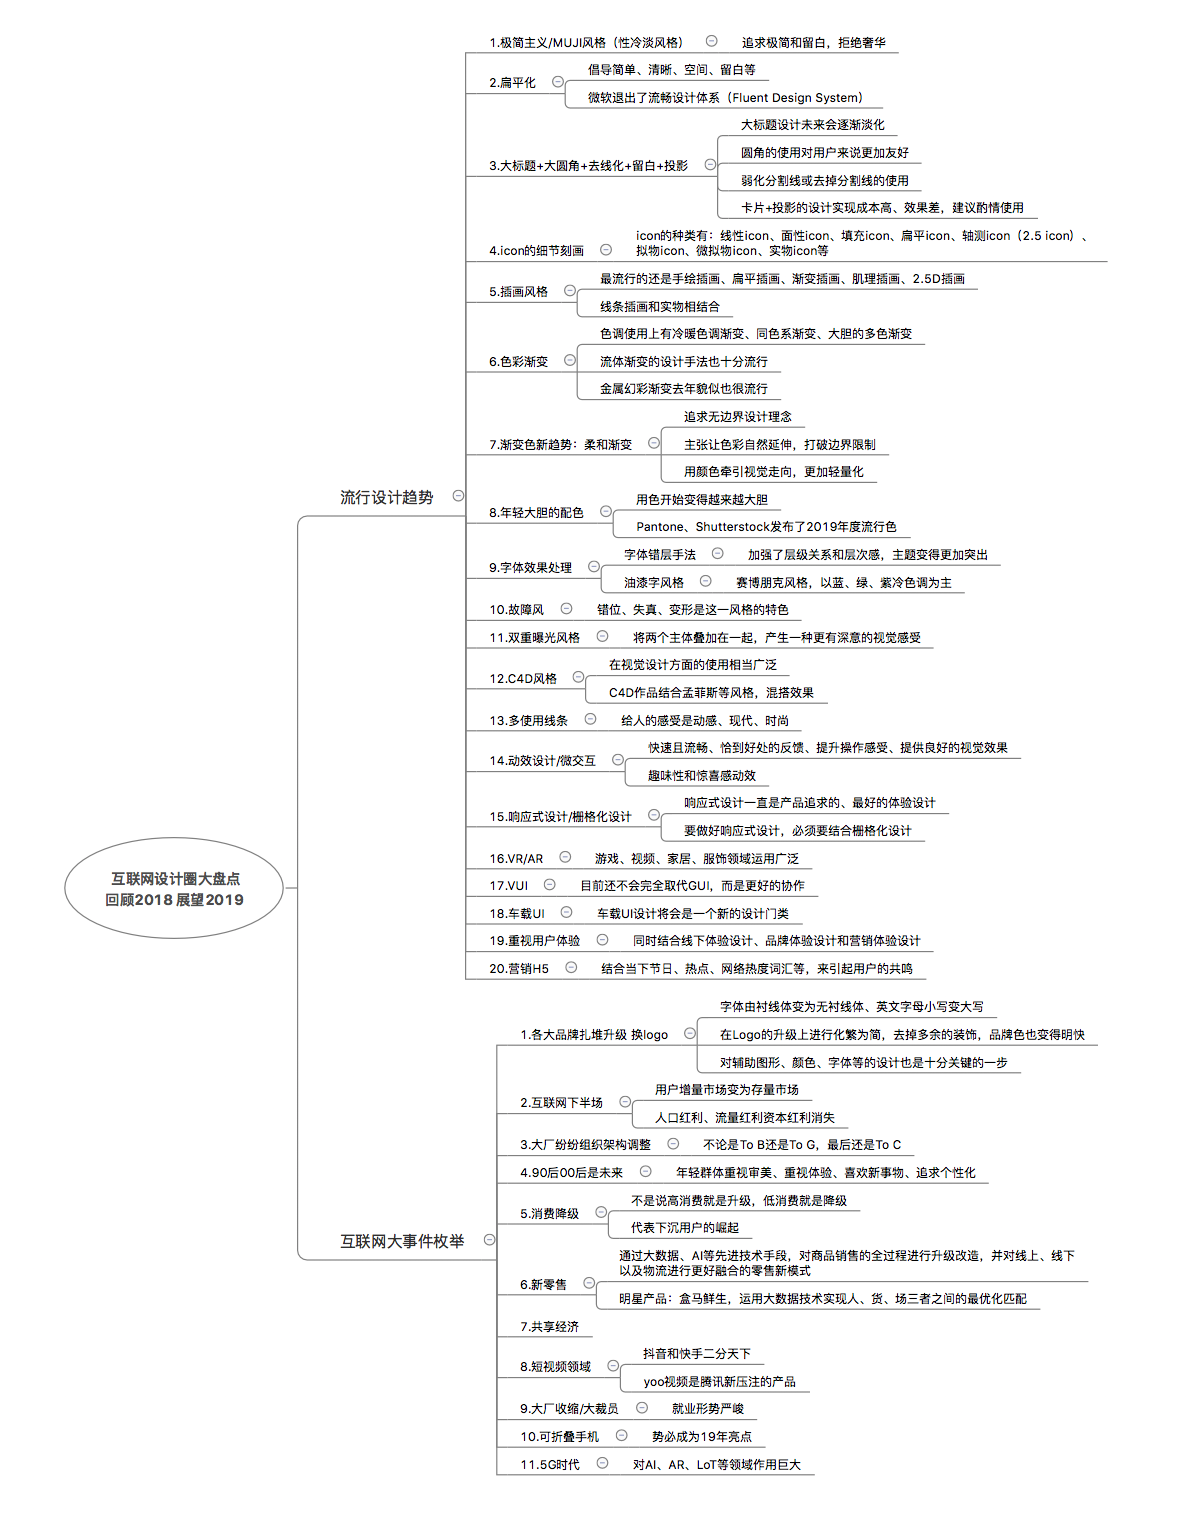 互联网设计圈大盘点
回顾2018 展望2019
流行设计趋势
1.极简主义/MUJI风格（性冷淡风格）
追求极简和留白，拒绝奢华
2.扁平化
倡导简单、清晰、空间、留白等
微软退出了流畅设计体系（Fluent Design System）
3.大标题+大圆角+去线化+留白+投影
大标题设计未来会逐渐淡化
圆角的使用对用户来说更加友好
弱化分割线或去掉分割线的使用
卡片+投影的设计实现成本高、效果差，建议酌情使用
4.icon的细节刻画
icon的种类有：线性icon、面性icon、填充icon、扁平icon、轴测icon（2.5 icon）、
拟物icon、微拟物icon、实物icon等
5.插画风格
最流行的还是手绘插画、扁平插画、渐变插画、肌理插画、2.5D插画
线条插画和实物相结合
6.色彩渐变
色调使用上有冷暖色调渐变、同色系渐变、大胆的多色渐变
流体渐变的设计手法也十分流行
金属幻彩渐变去年貌似也很流行
7.渐变色新趋势：柔和渐变
追求无边界设计理念
主张让色彩自然延伸，打破边界限制
用颜色牵引视觉走向，更加轻量化
8.年轻大胆的配色
用色开始变得越来越大胆
Pantone、Shutterstock发布了2019年度流行色
9.字体效果处理
字体错层手法
加强了层级关系和层次感，主题变得更加突出
油漆字风格
赛博朋克风格，以蓝、绿、紫冷色调为主
10.故障风
错位、失真、变形是这一风格的特色
11.双重曝光风格
将两个主体叠加在一起，产生一种更有深意的视觉感受
12.C4D风格
在视觉设计方面的使用相当广泛
C4D作品结合孟菲斯等风格，混搭效果
13.多使用线条
给人的感受是动感、现代、时尚
14.动效设计/微交互
快速且流畅、恰到好处的反馈、提升操作感受、提供良好的视觉效果
趣味性和惊喜感动效
15.响应式设计/栅格化设计
响应式设计一直是产品追求的、最好的体验设计
要做好响应式设计，必须要结合栅格化设计
16.VR/AR
游戏、视频、家居、服饰领域运用广泛
17.VUI
目前还不会完全取代GUI，而是更好的协作
18.车载UI
车载UI设计将会是一个新的设计门类
19.重视用户体验
同时结合线下体验设计、品牌体验设计和营销体验设计
20.营销H5
结合当下节日、热点、网络热度词汇等，来引起用户的共鸣
互联网大事件枚举
1.各大品牌扎堆升级 换logo
字体由衬线体变为无衬线体、英文字母小写变大写
在Logo的升级上进行化繁为简，去掉多余的装饰，品牌色也变得明快
对辅助图形、颜色、字体等的设计也是十分关键的一步
2.互联网下半场
用户增量市场变为存量市场
人口红利、流量红利资本红利消失
3.大厂纷纷组织架构调整
不论是To B还是To G，最后还是To C
4.90后00后是未来
年轻群体重视审美、重视体验、喜欢新事物、追求个性化
5.消费降级
不是说高消费就是升级，低消费就是降级
代表下沉用户的崛起
6.新零售
通过大数据、AI等先进技术手段，对商品销售的全过程进行升级改造，并对线上、线下
以及物流进行更好融合的零售新模式
明星产品：盒马鲜生，运用大数据技术实现人、货、场三者之间的最优化匹配
7.共享经济
8.短视频领域
抖音和快手二分天下
yoo视频是腾讯新压注的产品
9.大厂收缩/大裁员
就业形势严峻
10.可折叠手机
势必成为19年亮点
11.5G时代
对AI、AR、LoT等领域作用巨大